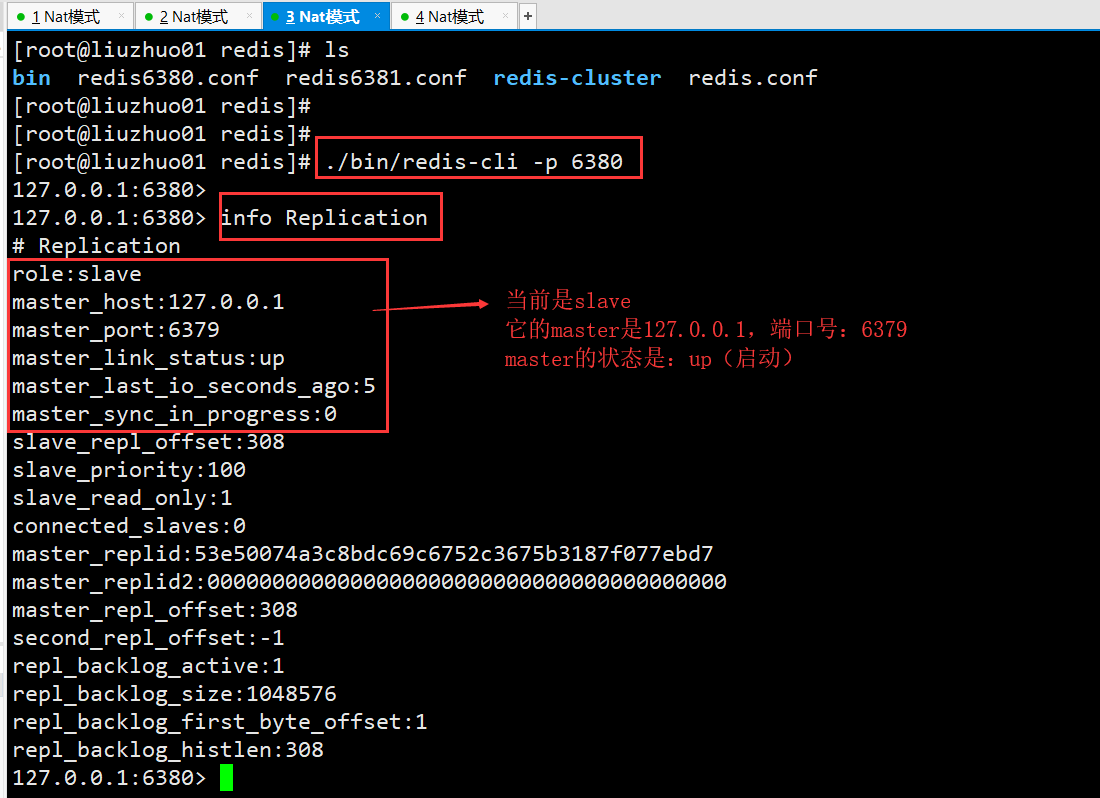 1 Nat模式 × 2 Nat模式 × 3 Nat模式 × 4 Nat模式 × +
[root@liuzhuo01 redis]# ls
bin redis6380.conf redis6381.conf redis-cluster redis.conf
[root@liuzhuo01 redis]#
[root@liuzhuo01 redis]#
[root@liuzhuo01 redis]# ./bin/redis-cli -p 6380
127.0.0.1:6380>
127.0.0.1:6380> info Replication
# Replication
role:slave
master_host:127.0.0.1
master_port:6379
master_link_status:up
master_last_io_seconds_ago:5
master_sync_in_progress:0
当前是slave
它的master是127.0.0.1，端口号：6379
master的状态是：up（启动）
slave_repl_offset:308
slave_priority:100
slave_read_only:1
connected_slaves:0
master_replid:53e50074a3c8bdc69c6752c3675b3187f077ebd7
master_replid2:0000000000000000000000000000000000000000
master_repl_offset:308
second_repl_offset:-1
repl_backlog_active:1
repl_backlog_size:1048576
repl_backlog_first_byte_offset:1
repl_backlog_histlen:308
127.0.0.1:6380>